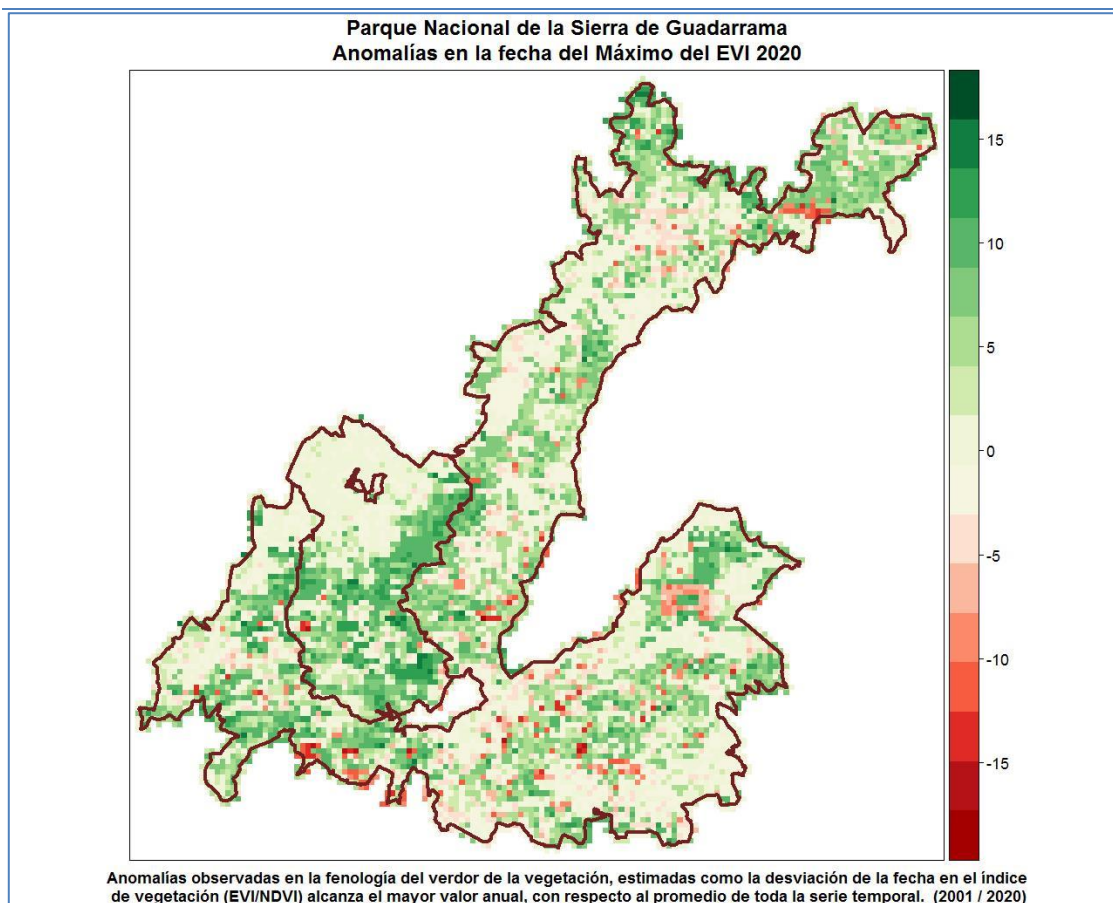 Parque Nacional de la Sierra de Guadarrama
Anomalías en la fecha del Máximo del EVI 2020
15
10
5
0
-5
-10
-15
Anomalías observadas en la fenología del verdor de la vegetación, estimadas como la desviación de la fecha en el índice
de vegetación (EVI/NDVI) alcanza el mayor valor anual, con respecto al promedio de toda la serie temporal. (2001 / 2020)